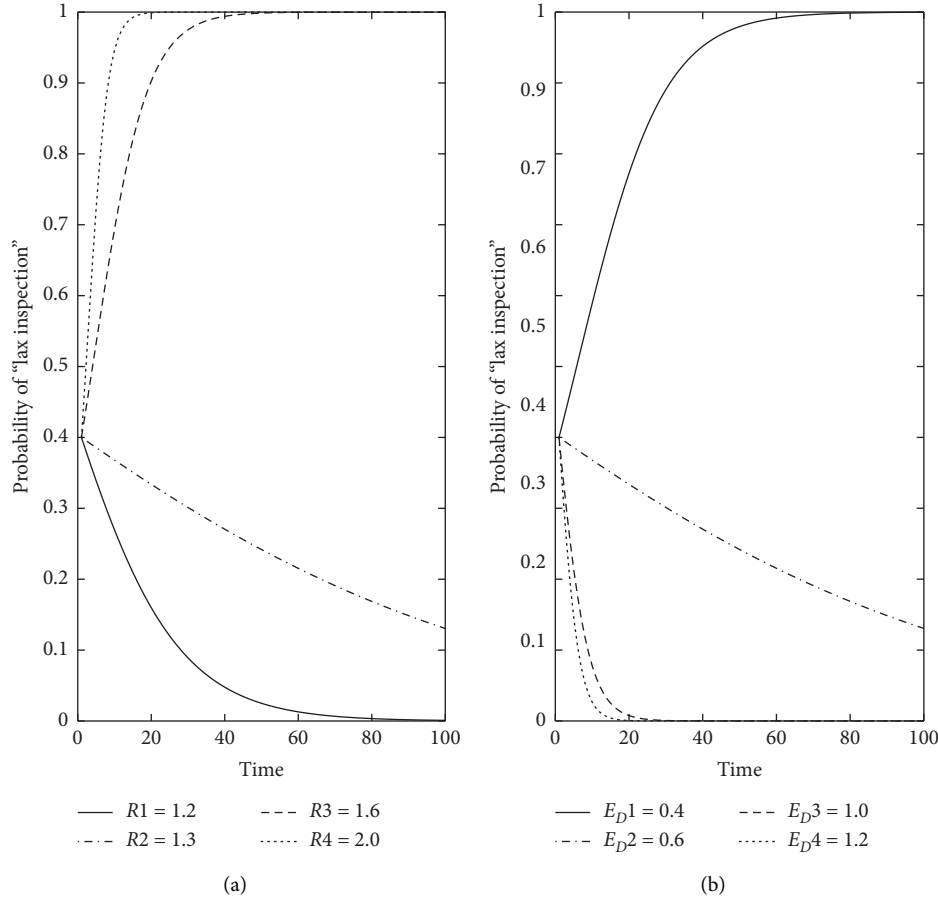 Probability of “lax inspection”
1
0.9
0.8
0.7
0.6
0.5
0.4
0.3
0.2
0.1
0
0 20 40 60 80 100
Time
R1 = 1.2
R2 = 1.3
R3 = 1.6
R4 = 2.0
(a)
Probability of “lax inspection”
1
0.9
0.7
0.6
0.5
0.4
0.3
0.2
0.1
0
0 20 40 60 80 100
Time
E_D1 = 0.4
E_D2 = 0.6
E_D3 = 1.0
E_D4 = 1.2
(b)